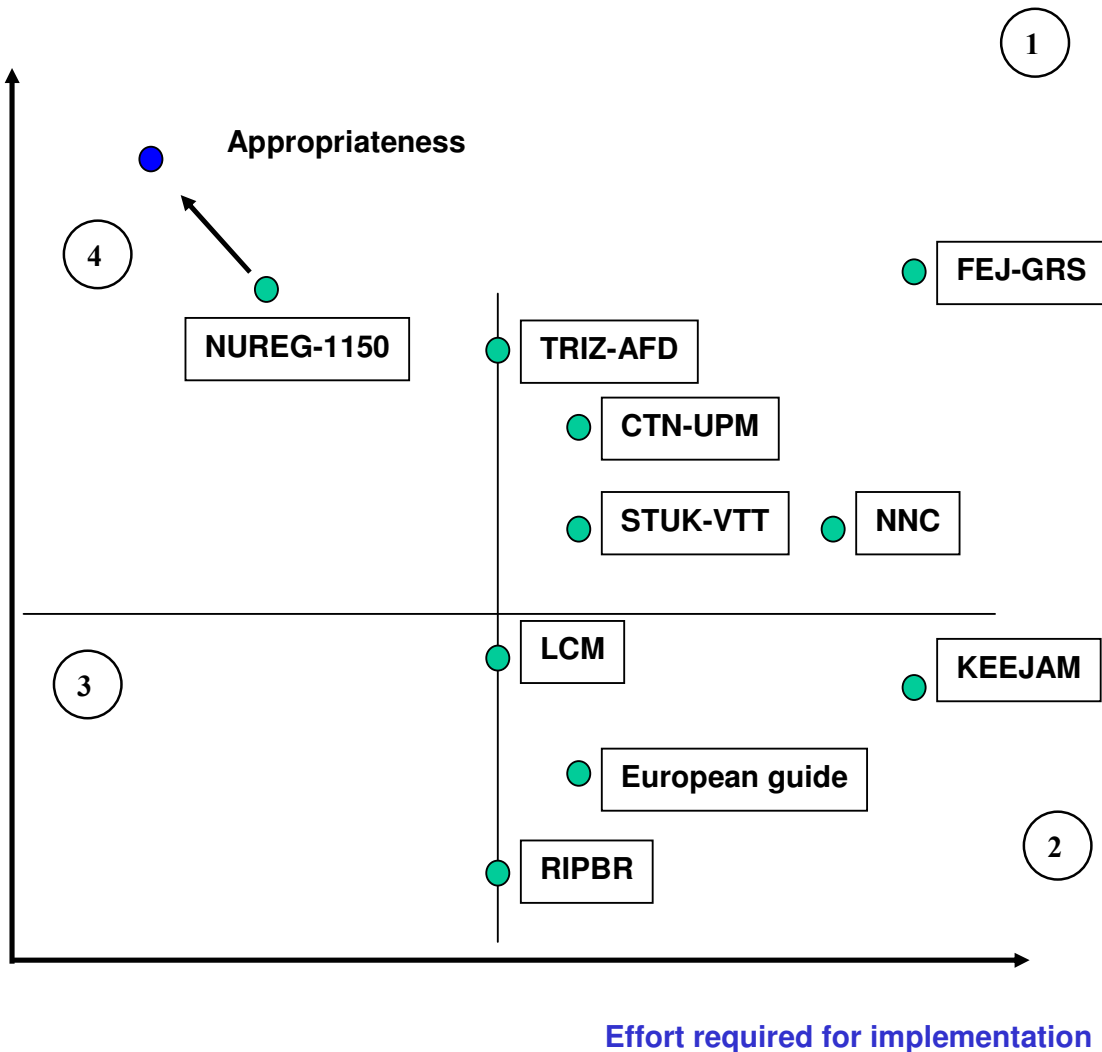 1
Appropriateness
4
FEJ-GRS
NUREG-1150
TRIZ-AFD
CTN-UPM
STUK-VTT
NNC
LCM
KEEJAM
3
European guide
2
RIPBR
Effort required for implementation